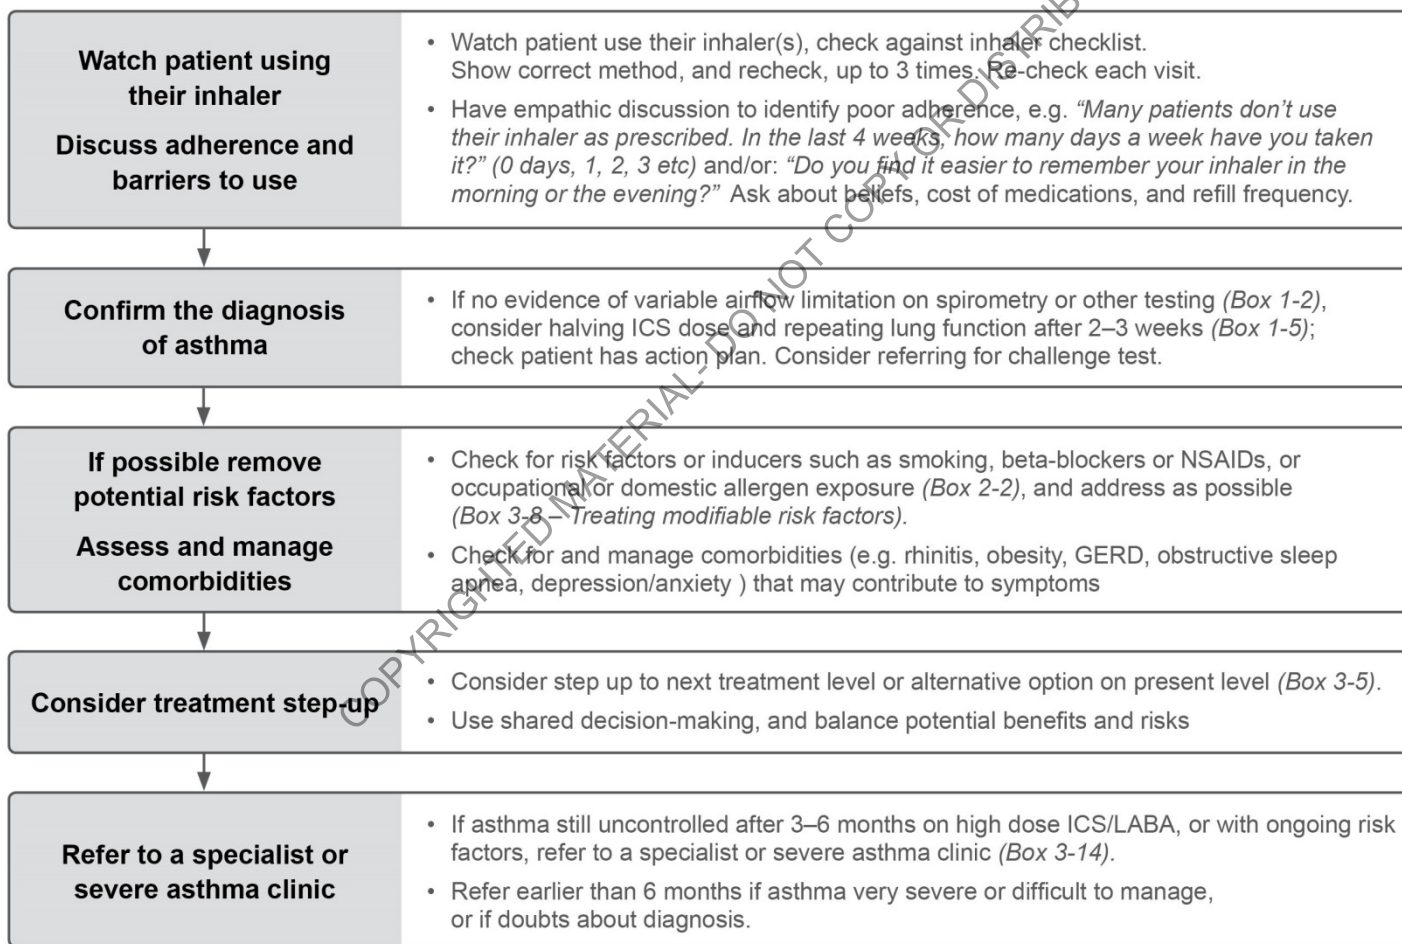 Watch patient using
their inhaler
Discuss adherence and
barriers to use
• Watch patient use their inhaler(s), check against inhaler checklist.
Show correct method, and recheck, up to 3 times. Re-check each visit.
• Have empathic discussion to identify poor adherence, e.g. “Many patients don’t use
their inhaler as prescribed. In the last 4 weeks, how many days a week have you taken
it?” (0 days, 1, 2, 3 etc) and/or: “Do you find it easier to remember your inhaler in the
morning or the evening?” Ask about beliefs, cost of medications, and refill frequency.
Confirm the diagnosis
of asthma
• If no evidence of variable airflow limitation on spirometry or other testing (Box 1-2),
consider halving ICS dose and repeating lung function after 2–3 weeks (Box 1-5);
check patient has action plan. Consider referring for challenge test.
If possible remove
potential risk factors
Assess and manage
comorbidities
• Check for risk factors or inducers such as smoking, beta-blockers or NSAIDs, or
occupational or domestic allergen exposure (Box 2-2), and address as possible
(Box 3-8 – Treating modifiable risk factors).
• Check for and manage comorbidities (e.g. rhinitis, obesity, GERD, obstructive sleep
apnea, depression/anxiety ) that may contribute to symptoms
Consider treatment step-up
• Consider step up to next treatment level or alternative option on present level (Box 3-5).
• Use shared decision-making, and balance potential benefits and risks
Refer to a specialist or
severe asthma clinic
• If asthma still uncontrolled after 3–6 months on high dose ICS/LABA, or with ongoing risk
factors, refer to a specialist or severe asthma clinic (Box 3-14).
• Refer earlier than 6 months if asthma very severe or difficult to manage,
or if doubts about diagnosis.
COPYRIGHTED MATERIAL- DO NOT COPY OR DISTRIB